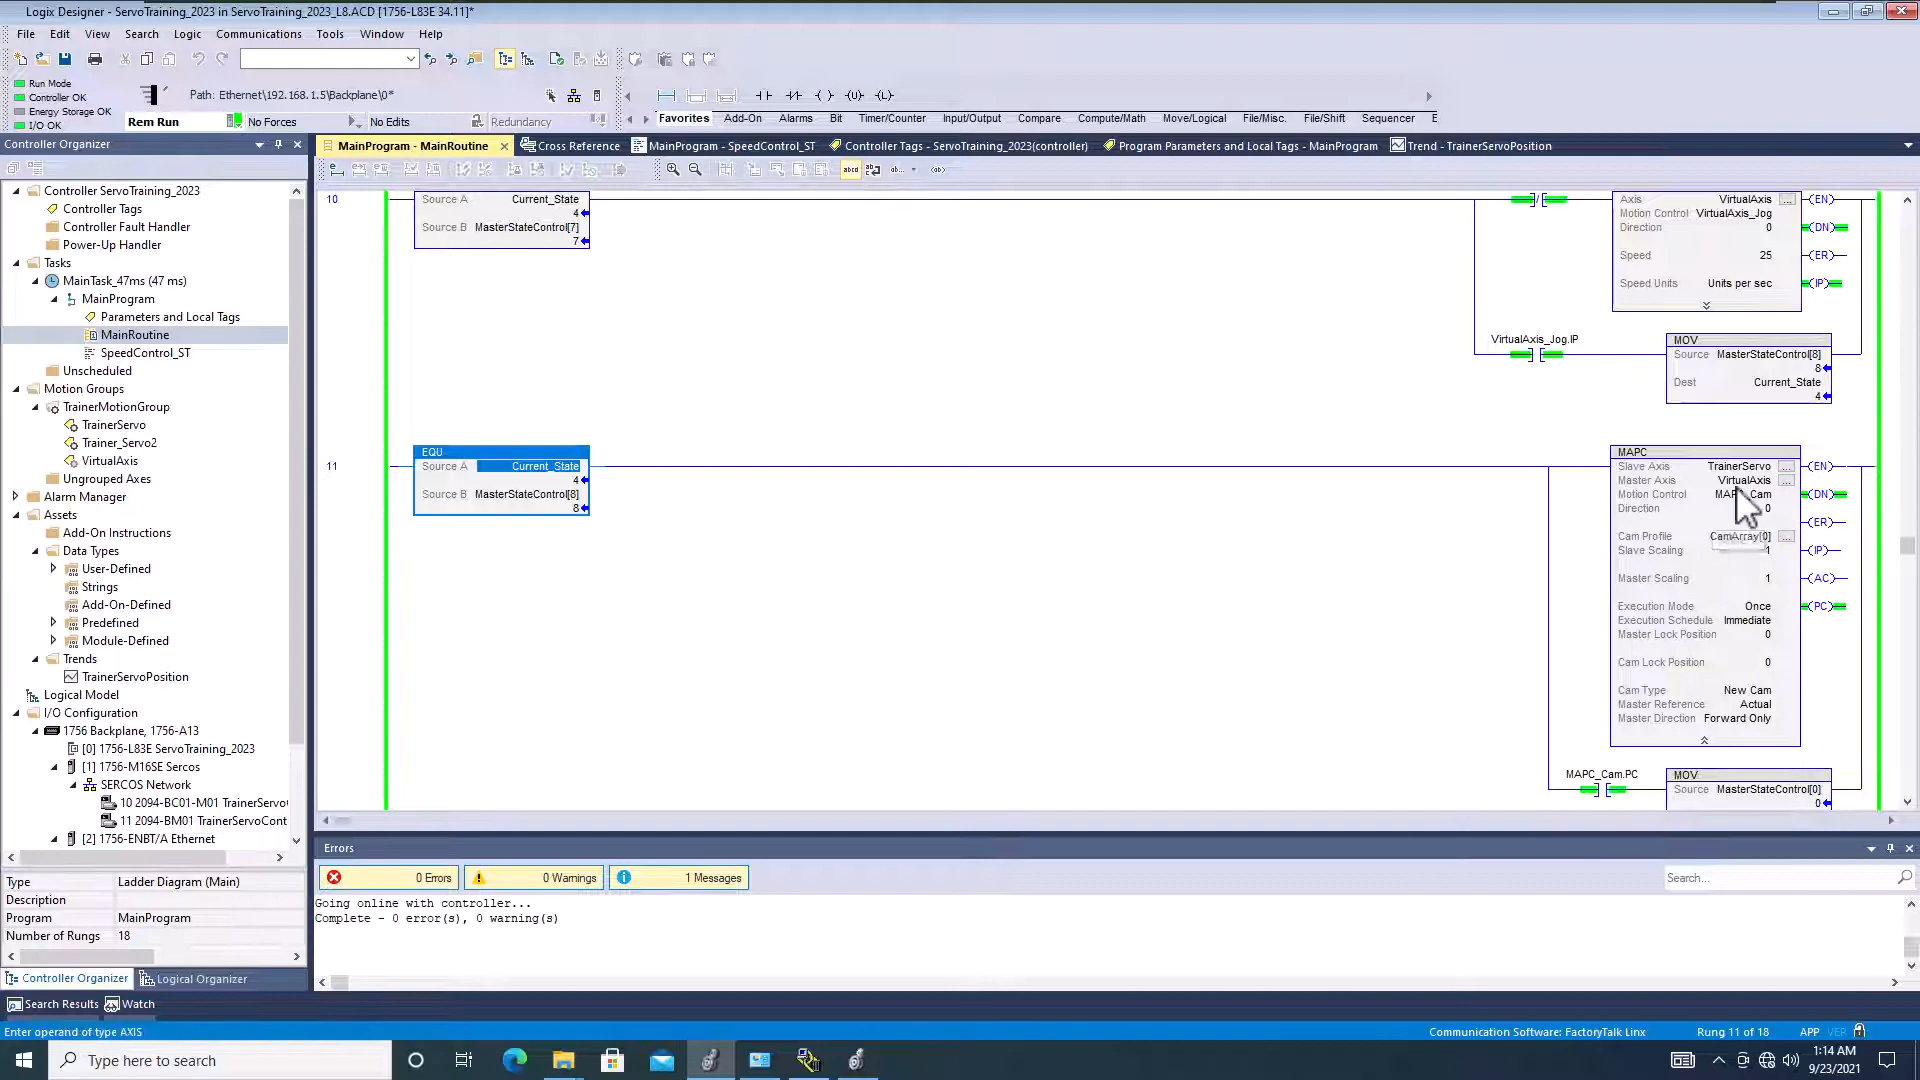 Logix Designer - ServoTraining_2023 in ServoTraining_2023_L8.ACD [1756-L83E 34.11]*
File Edit View Search Logic Communications Tools Window Help
Run Mode
Controller OK
Energy Storage OK
I/O OK
Path: Ethernet\192.168.1.5\Backplane\0*
Rem Run No Forces No Edits Redundancy
Favorites Add-On Alarms Bit Timer/Counter Input/Output Compare Compute/Math Move/Logical File/Misc. File/Shift Sequencer E
Controller Organizer
MainProgram - MainRoutine Cross Reference MainProgram - SpeedControl_ST Controller Tags - ServoTraining_2023(controller) Program Parameters and Local Tags - MainProgram Trend - TrainerServoPosition
Controller ServoTraining_2023
Controller Tags
Controller Fault Handler
Power-Up Handler
Tasks
MainTask_47ms (47 ms)
MainProgram
Parameters and Local Tags
MainRoutine
SpeedControl_ST
Unscheduled
Motion Groups
TrainerMotionGroup
TrainerServo
Trainer_Servo2
VirtualAxis
Ungrouped Axes
Alarm Manager
Assets
Add-On Instructions
Data Types
User-Defined
Strings
Add-On-Defined
Predefined
Module-Defined
Trends
TrainerServoPosition
Logical Model
I/O Configuration
1756 Backplane, 1756-A13
[0] 1756-L83E ServoTraining_2023
[1] 1756-M16SE Sercos
SERCOS Network
10 2094-BC01-M01 TrainerServo
11 2094-BM01 TrainerServoCont
[2] 1756-ENBT/A Ethernet
Type Ladder Diagram (Main)
Description
Program MainProgram
Number of Rungs 18
Controller Organizer Logical Organizer
10
Source A Current_State
4
Source B MasterStateControl[7]
7
Axis VirtualAxis ... (EN)
Motion Control VirtualAxis_Jog
Direction 0 (DN)
Speed 25 (ER)
Speed Units Units per sec (IP)
VirtualAxis_Jog.IP
MOV
Source MasterStateControl[8]
8
Dest Current_State
4
11
EQU
Source A Current_State
4
Source B MasterStateControl[8]
8
MAPC
Slave Axis TrainerServo ... (EN)
Master Axis VirtualAxis ...
Motion Control Cam (DN)
Direction 0
(ER)
Cam Profile CamArray[0] ...
Slave Scaling 1 (IP)
Master Scaling 1 (AC)
Execution Mode Once (PC)
Execution Schedule Immediate
Master Lock Position 0
Cam Lock Position 0
Cam Type New Cam
Master Reference Actual
Master Direction Forward Only
MAPC_Cam.PC
MOV
Source MasterStateControl[0]
0
Errors
0 Errors 0 Warnings 1 Messages
Search...
Going online with controller...
Complete - 0 error(s), 0 warning(s)
Search Results Watch
Enter operand of type AXIS
Communication Software: FactoryTalk Linx Rung 11 of 18 APP VER
Type here to search
1:14 AM
9/23/2021